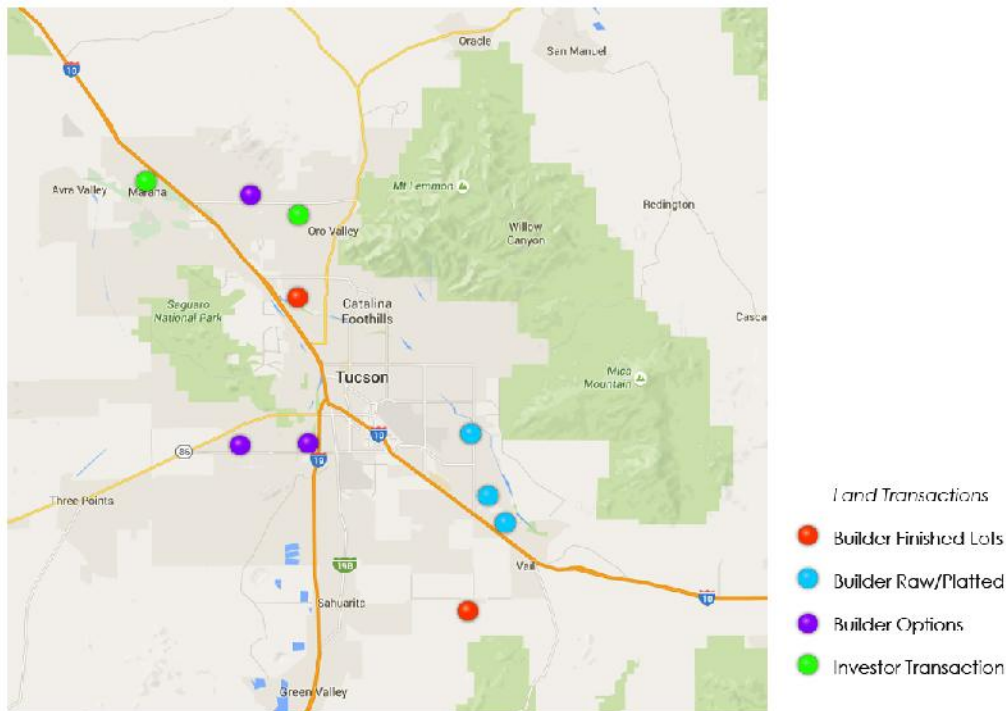 Oracle
San Manuel
10
Avra Valley
Marana
Mt Lemmon
Redington
Oro Valley
Willow
Canyon
Saguaro
National Park
Catalina
Foothills
Casca
Tucson
Mica
Mountain
10
86
19
Three Points
Land Transactions
Builder Finished Lots
Vail
19B
Builder Raw/Platted
Sahuarita
10
Builder Options
Investor Transaction
Green Valley